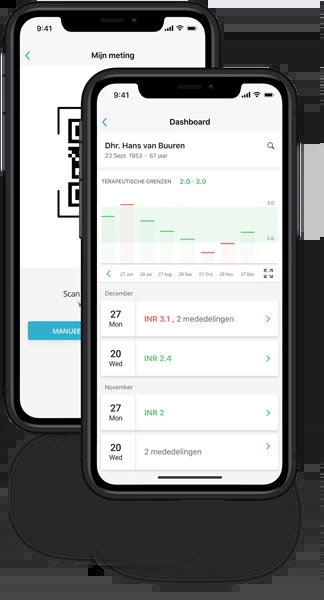 9:41
Mijn meting
Scan
MANUEE
9:41
Dashboard
Dhr. Hans van Buuren
23 Sept. 1953 - 67 jaar
THERAPEUTISCHE GRENZEN 2.0 - 3.0
3.0
2.0
27 Jun 28 Jul 27 Aug 28 Sep 27 Oct 28 Nov 27 Dec
December
27
Mon
INR 3.1 , 2 mededelingen
20
Wed
INR 2.4
November
27
Mon
INR 2
20
Wed
2 mededelingen